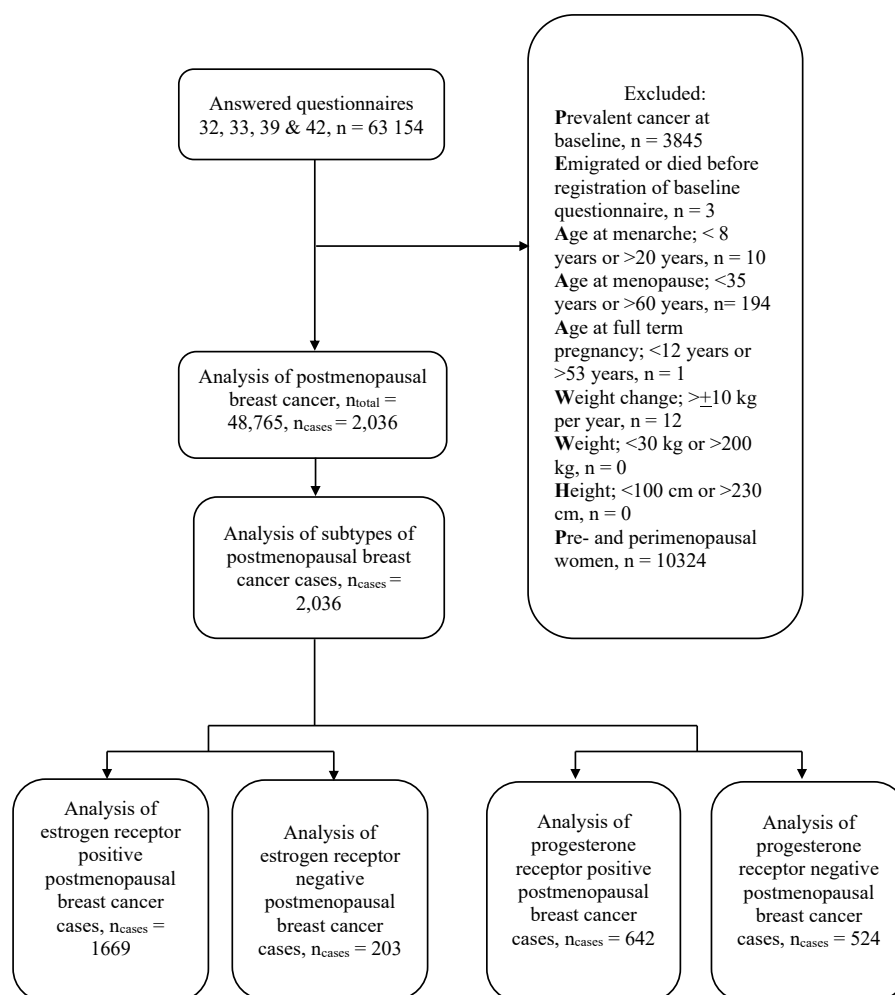 Answered questionnaires
32, 33, 39 & 42, n = 63 154
Excluded:
Prevalent cancer at
baseline, n = 3845
Emigrated or died before
registration of baseline
questionnaire, n = 3
Age at menarche; < 8
years or >20 years, n = 10
Age at menopause; <35
years or >60 years, n= 194
Age at full term
pregnancy; <12 years or
>53 years, n = 1
Weight change; >±10 kg
per year, n = 12
Weight; <30 kg or >200
kg, n = 0
Height; <100 cm or >230
cm, n = 0
Pre- and perimenopausal
women, n = 10324
Analysis of postmenopausal
breast cancer, ntotal =
48,765, ncases = 2,036
Analysis of subtypes of
postmenopausal breast
cancer cases, ncases =
2,036
Analysis of
estrogen receptor
positive
postmenopausal
breast cancer
cases, ncases =
1669
Analysis of
estrogen receptor
negative
postmenopausal
breast cancer
cases, ncases = 203
Analysis of
progesterone
receptor positive
postmenopausal
breast cancer
cases, ncases = 642
Analysis of
progesterone
receptor negative
postmenopausal
breast cancer
cases, ncases = 524